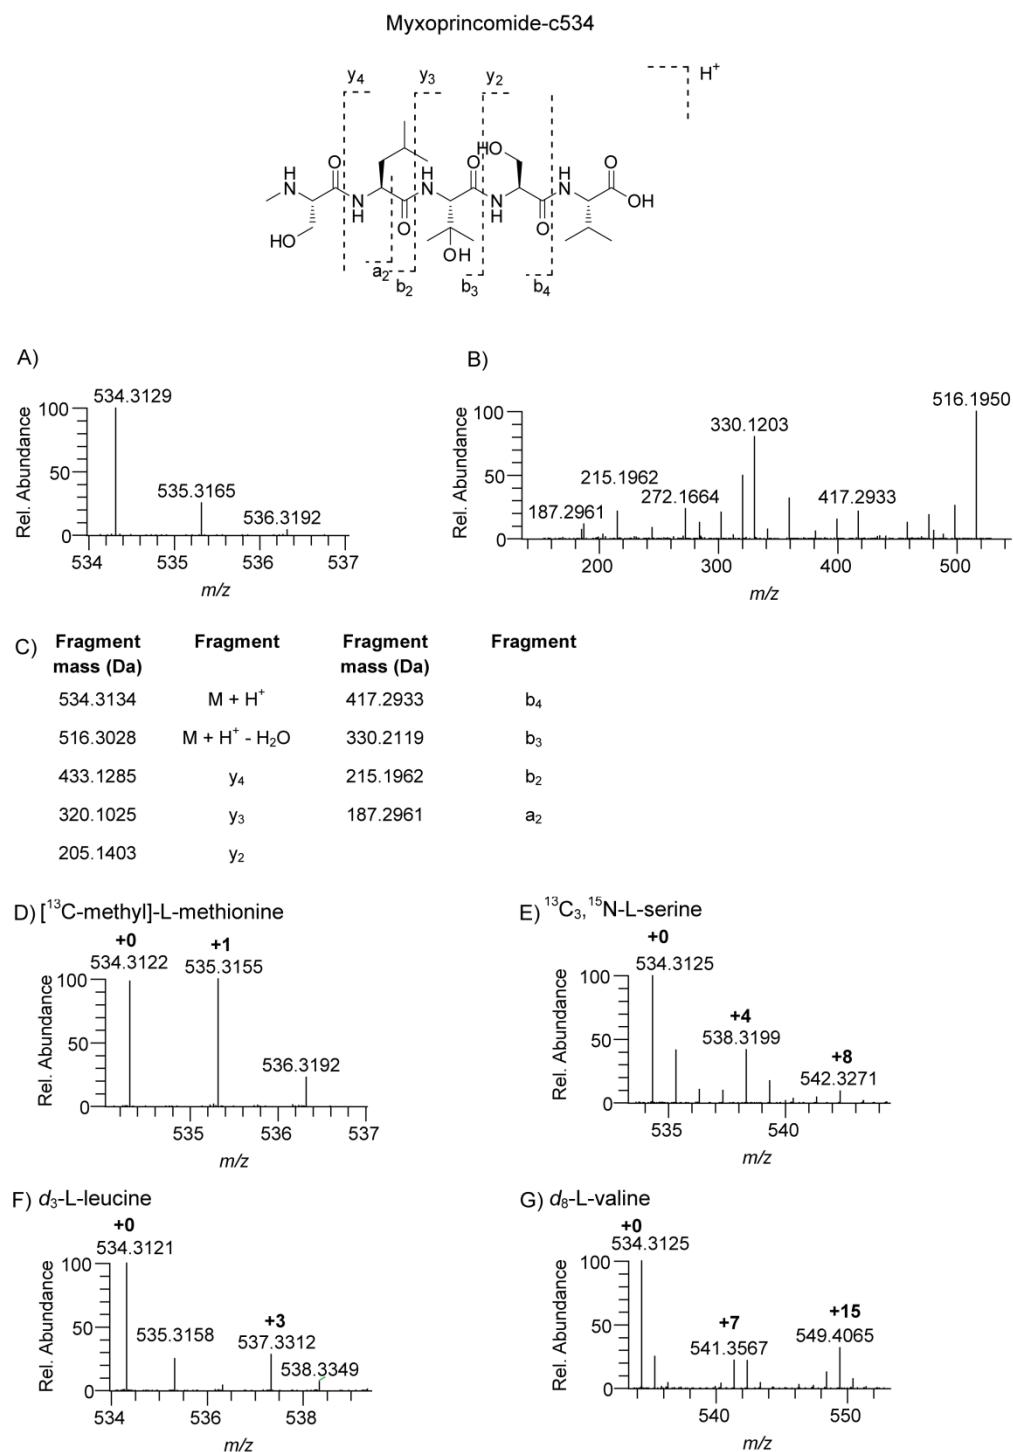 Myxoprincomide-c534
y4 y3 y2 H+
HO
H O H O H O
N N N N N OH
H O H O
HO OH
a2 b2 b3 b4
A) B)
Rel. Abundance
100
50
0
534.3129
535.3165
536.3192
534 535 536 537
m/z
Rel. Abundance
100
50
0
187.2961
215.1962
272.1664
330.1203
417.2933
516.1950
200 300 400 500
m/z
C) Fragment mass (Da) Fragment Fragment mass (Da) Fragment
534.3134 M + H+ 417.2933 b4
516.3028 M + H+ - H2O 330.2119 b3
433.1285 y4 215.1962 b2
320.1025 y3 187.2961 a2
205.1403 y2
D) [13C-methyl]-L-methionine
+0 +1
534.3122 535.3155
536.3192
Rel. Abundance
100
50
0
535 536 537
m/z
E) 13C3, 15N-L-serine
+0
534.3125
+4
538.3199
+8
542.3271
Rel. Abundance
100
50
0
535 540
m/z
F) d3-L-leucine
+0
534.3121
535.3158
+3
537.3312
538.3349
Rel. Abundance
100
50
0
534 536 538
m/z
G) d8-L-valine
+0
534.3125
+7
541.3567
+15
549.4065
Rel. Abundance
100
50
0
540 550
m/z